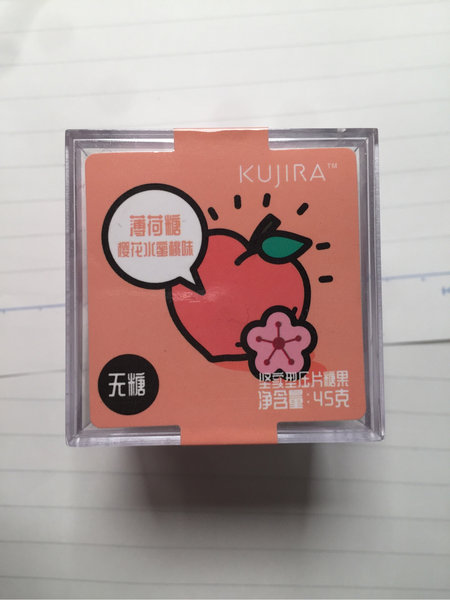 KUJIRA™
薄荷糖
樱花水蜜桃味
无糖
坚实型压片糖果
净含量:45克